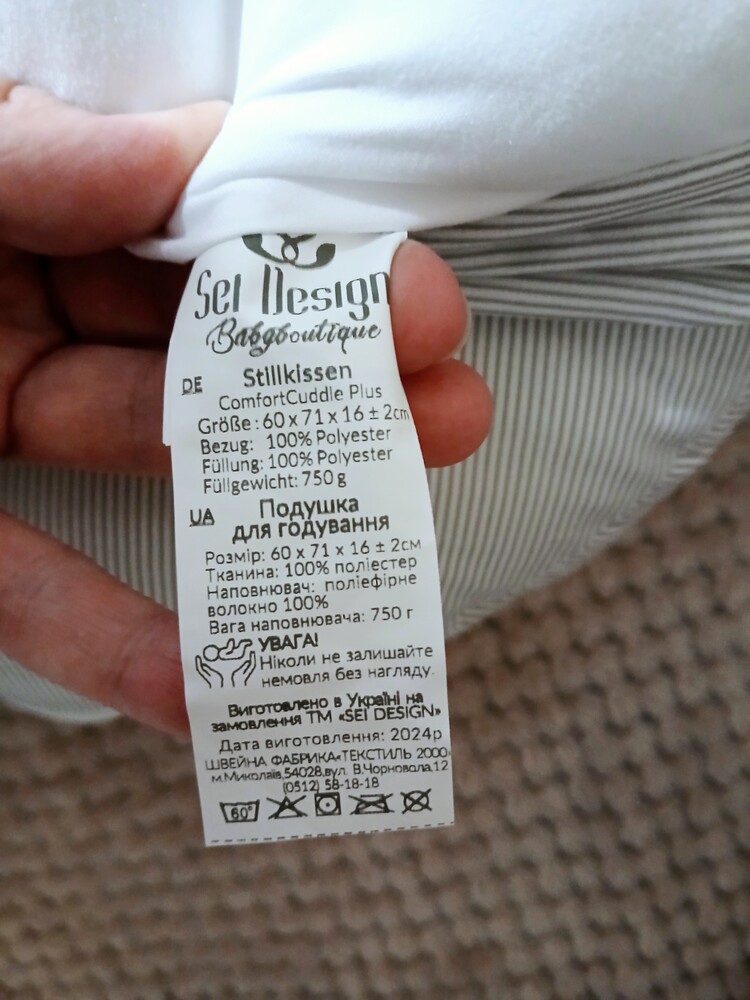 Sei Design
Babyboutique
DE Stillkissen
ComfortCuddle Plus
Größe: 60 x 71 x 16 ± 2cm
Bezug: 100% Polyester
Füllung: 100% Polyester
Füllgewicht: 750 g
UA Подушка
для годування
Розмір: 60 x 71 x 16 ± 2см
Тканина: 100% поліестер
Наповнювач: поліефірне
волокно 100%
Вага наповнювача: 750 г
УВАГА!
Ніколи не залишайте
немовля без нагляду.
Виготовлено в Україні на
замовлення ТМ «SEI DESIGN»
Дата виготовлення: 2024р
ШВЕЙНА ФАБРИКА«ТЕКСТИЛЬ 2000»
м.Миколаїв,54028,вул. В.Чорновола,12
(0512) 58-18-18
60°